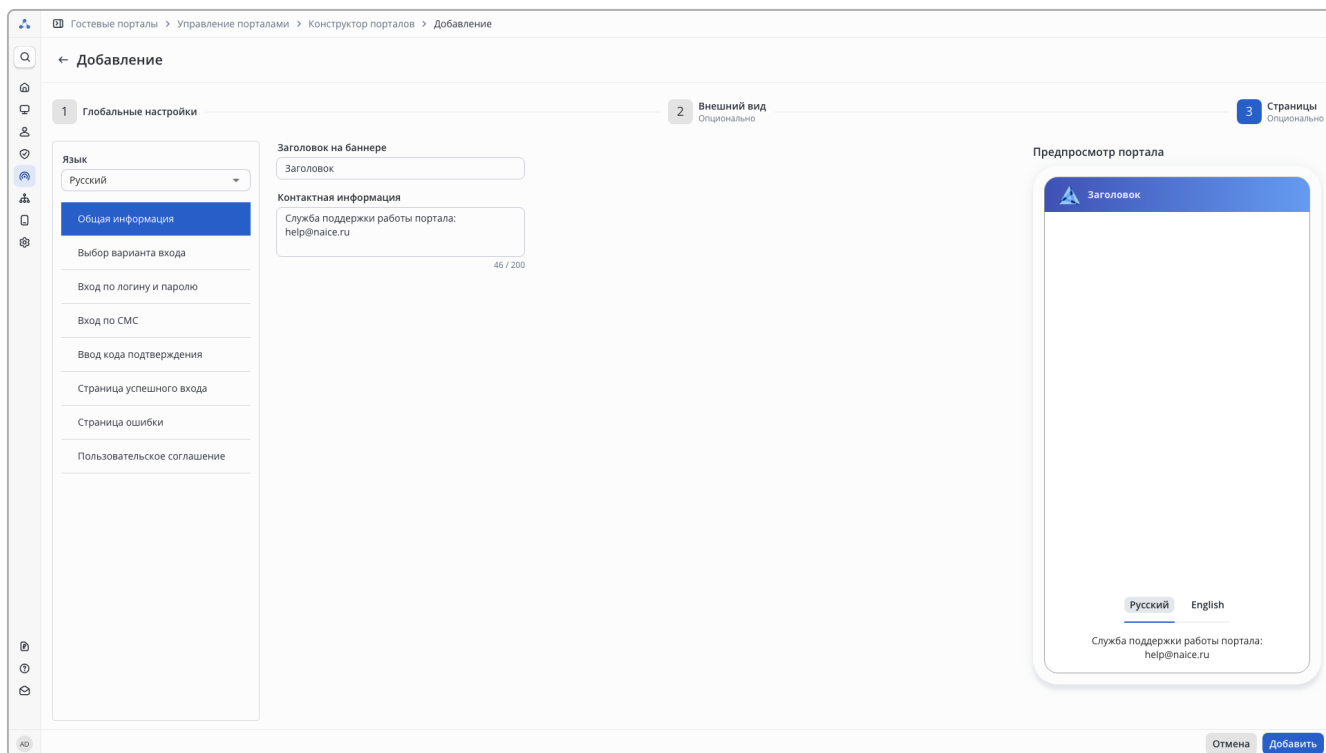 Гостевые порталы > Управление порталами > Конструктор порталов > Добавление
← Добавление
1 Глобальные настройки
2 Внешний вид
Опционально
3 Страницы
Опционально
Язык
Русский
Общая информация
Выбор варианта входа
Вход по логину и паролю
Вход по СМС
Ввод кода подтверждения
Страница успешного входа
Страница ошибки
Пользовательское соглашение
Заголовок на баннере
Заголовок
Контактная информация
Служба поддержки работы портала:
help@naice.ru
46 / 200
Предпросмотр портала
Заголовок
Русский English
Служба поддержки работы портала:
help@naice.ru
AD
Отмена Добавить